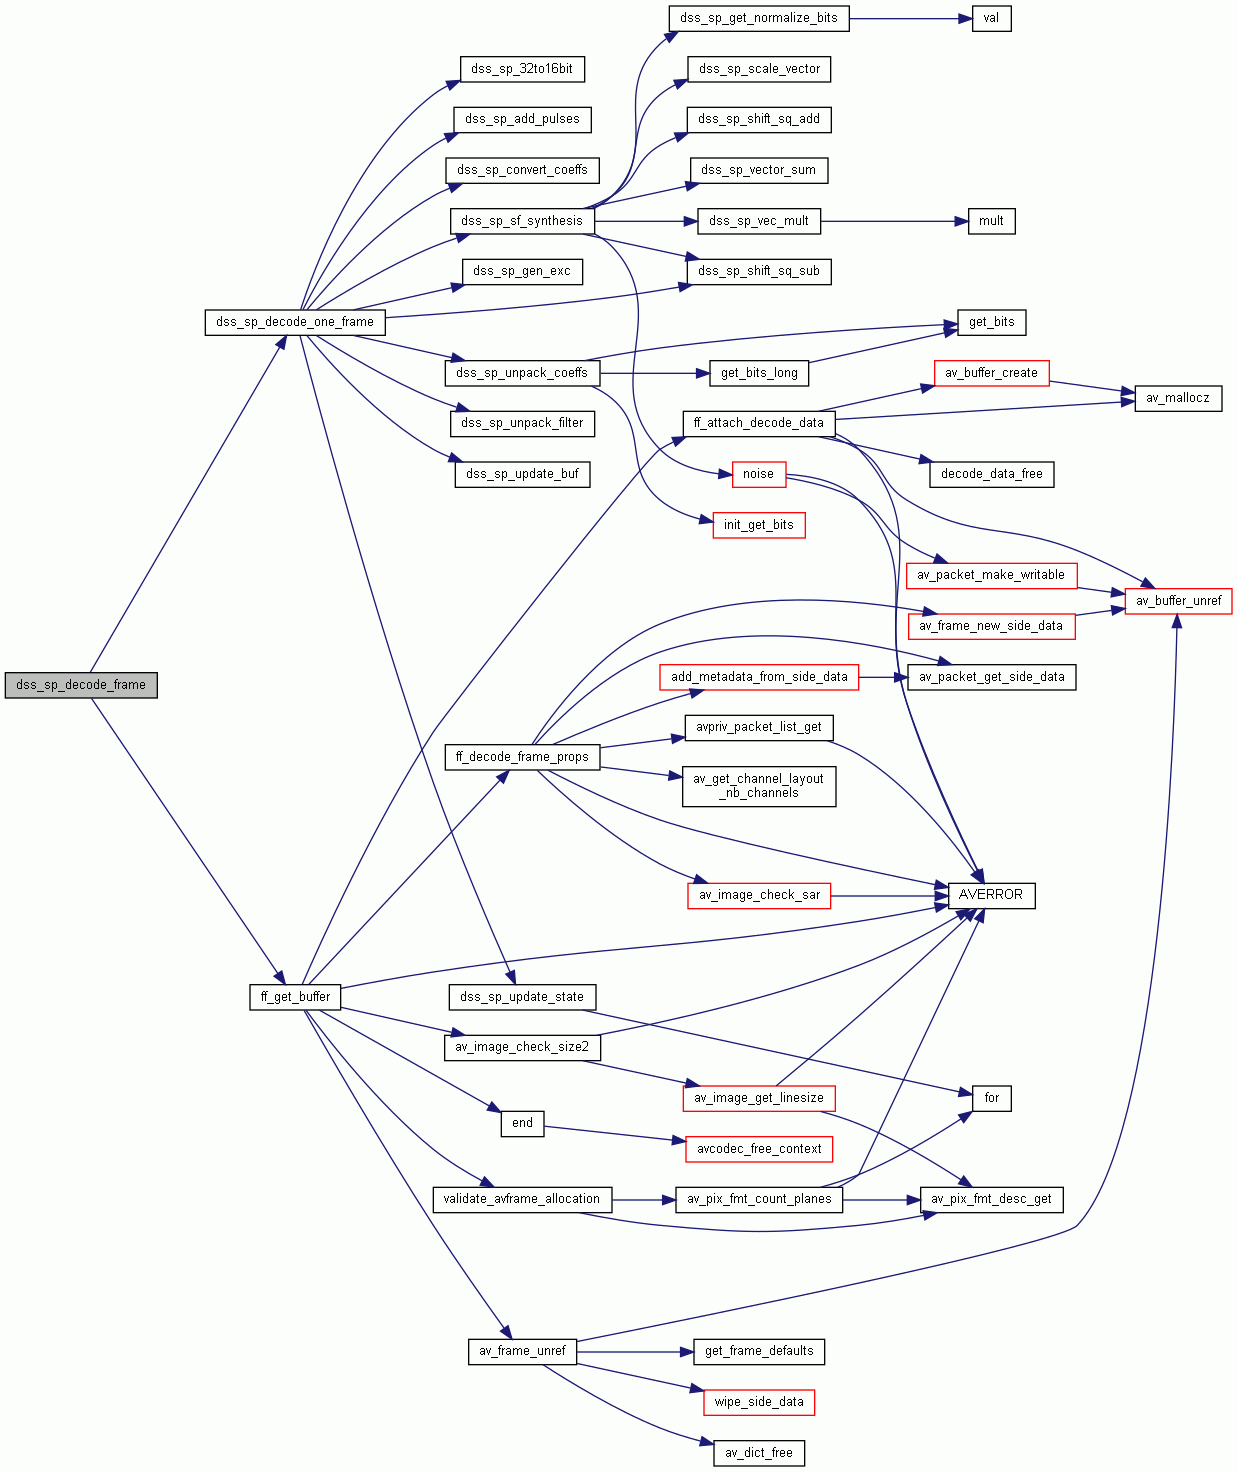 dss_sp_get_normalize_bits
val
dss_sp_32to16bit
dss_sp_scale_vector
dss_sp_add_pulses
dss_sp_shift_sq_add
dss_sp_convert_coeffs
dss_sp_vector_sum
dss_sp_sf_synthesis
dss_sp_vec_mult
mult
dss_sp_gen_exc
dss_sp_shift_sq_sub
dss_sp_decode_one_frame
get_bits
dss_sp_unpack_coeffs
get_bits_long
av_buffer_create
av_mallocz
dss_sp_unpack_filter
ff_attach_decode_data
dss_sp_update_buf
noise
decode_data_free
init_get_bits
av_packet_make_writable
av_buffer_unref
av_frame_new_side_data
dss_sp_decode_frame
add_metadata_from_side_data
av_packet_get_side_data
avpriv_packet_list_get
ff_decode_frame_props
av_get_channel_layout
_nb_channels
av_image_check_sar
AVERROR
ff_get_buffer
dss_sp_update_state
av_image_check_size2
av_image_get_linesize
for
end
avcodec_free_context
validate_avframe_allocation
av_pix_fmt_count_planes
av_pix_fmt_desc_get
av_frame_unref
get_frame_defaults
wipe_side_data
av_dict_free